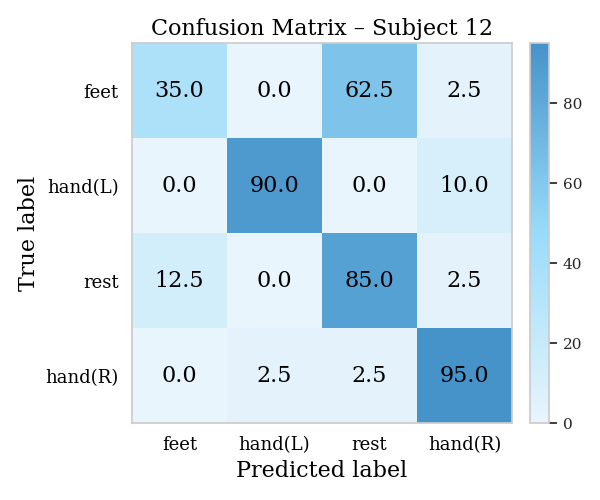 Confusion Matrix – Subject 12
feet 35.0 0.0 62.5 2.5
hand(L) 0.0 90.0 0.0 10.0
rest 12.5 0.0 85.0 2.5
hand(R) 0.0 2.5 2.5 95.0
feet hand(L) rest hand(R)
Predicted label
True label
80
60
40
20
0